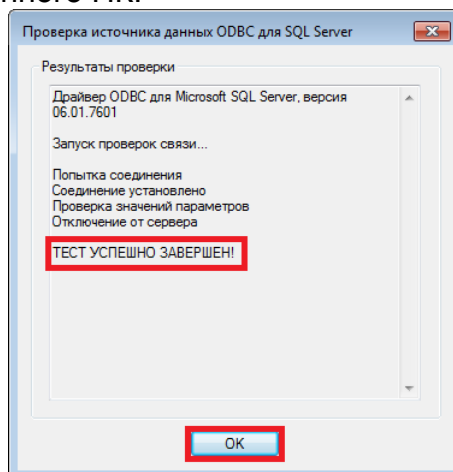 ПК.
Проверка источника данных ODBC для SQL Server
Результаты проверки
Драйвер ODBC для Microsoft SQL Server, версия
06.01.7601
Запуск проверок связи...
Попытка соединения
Соединение установлено
Проверка значений параметров
Отключение от сервера
ТЕСТ УСПЕШНО ЗАВЕРШЕН!
OK